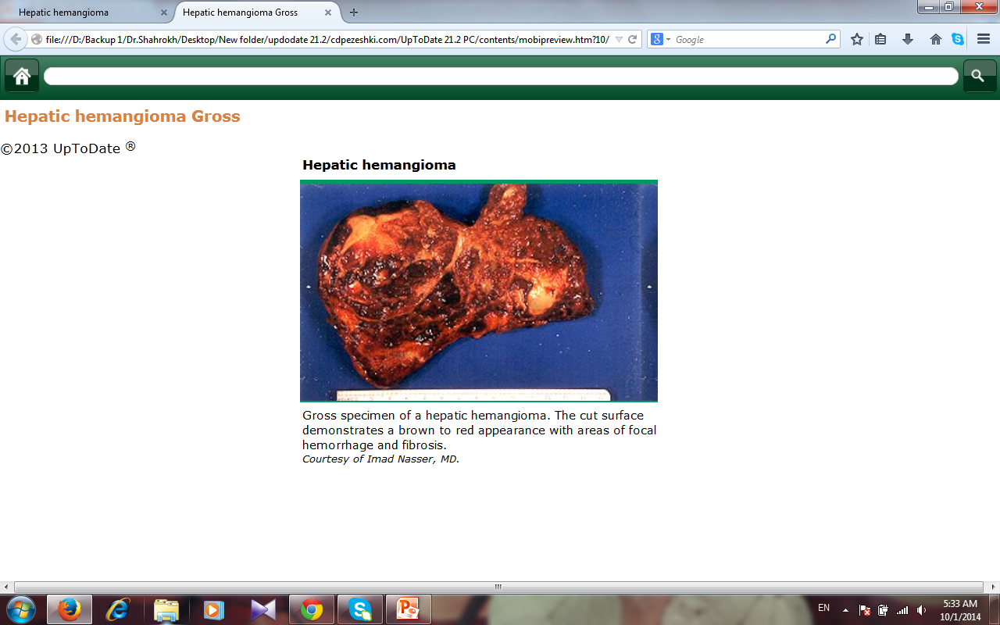 Hepatic hemangioma
Hepatic hemangioma Gross
file:///D:/Backup 1/Dr.Shahrokh/Desktop/New folder/updodate 21.2/cdpezeshki.com/UpToDate 21.2 PC/contents/mobipreview.htm?10/
Google
Hepatic hemangioma Gross
©2013 UpToDate ®
Hepatic hemangioma
Gross specimen of a hepatic hemangioma. The cut surface
demonstrates a brown to red appearance with areas of focal
hemorrhage and fibrosis.
Courtesy of Imad Nasser, MD.
EN
5:33 AM
10/1/2014